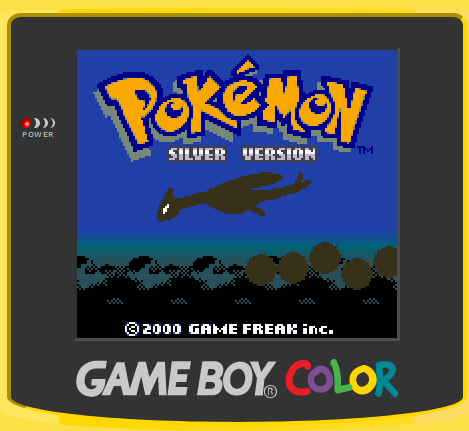 POKéMON
TM
SILVER VERSION
POWER
©2000 GAME FREAK inc.
GAME BOY® COLOR